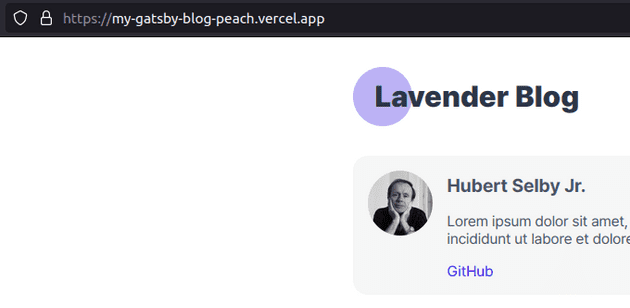 https://my-gatsby-blog-peach.vercel.app
Lavender Blog
Hubert Selby Jr.
Lorem ipsum dolor sit amet,
incididunt ut labore et dolore
GitHub